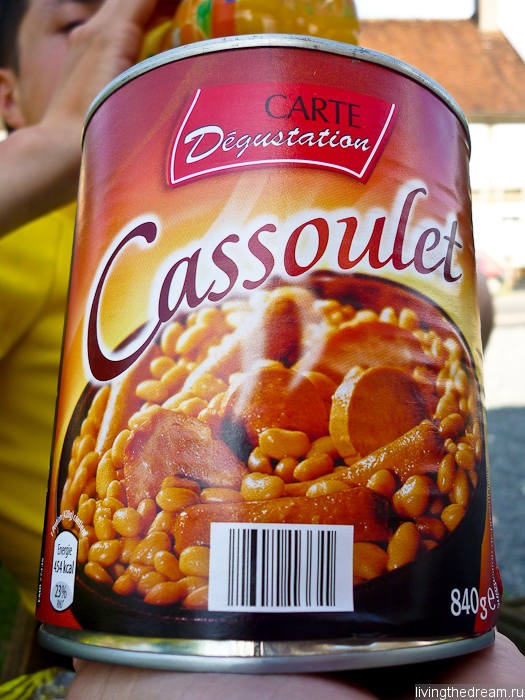 CARTE
Dégustation
Cassoulet
Energie
454 kcal
23%
840g e
livingthedream.ru